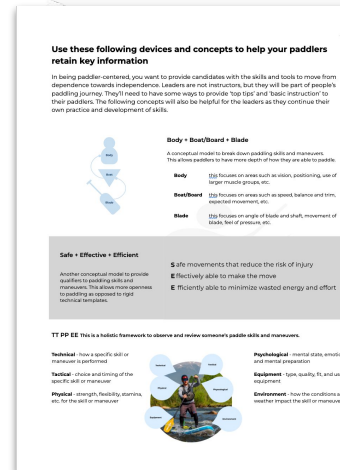 Use these following devices and concepts to help your paddlers
retain key information
In being paddler-centered, you want to provide candidates with the skills and tools to move from
dependence towards independence. Leaders are not instructors, but they will be part of people's
paddling journey. They'll need to have some ways to provide 'top tips' and 'basic instruction' to
their paddlers. The following concepts will also be helpful for the leaders as they continue their
own practice and development of skills.
Body + Boat/Board + Blade
A conceptual model to break down paddling skills and maneuvers.
This allows paddlers to have more depth of how they are able to paddle.
Body
Boat
Blade
Body this focuses on areas such as vision, positioning, use of
larger muscle groups, etc.
Boat/Board this focuses on areas such as speed, balance and trim,
expected movement, etc.
Blade this focuses on angle of blade and shaft, movement of
blade, feel of pressure, etc.
Safe + Effective + Efficient
Another conceptual model to provide
qualifiers to paddling skills and
maneuvers. This allows more openness
to paddling as opposed to rigid
technical templates.
Safe movements that reduce the risk of injury
Effectively able to make the move
Efficiently able to minimize wasted energy and effort
TT PP EE This is a holistic framework to observe and review someone's paddle skills and maneuvers.
Technical - how a specific skill or
maneuver is performed
Tactical - choice and timing of the
specific skill or maneuver
Physical - strength, flexibility, stamina,
etc. for the skill or maneuver
Technical
Tactical
Physical
Psychological
Equipment
Environment
Psychological - mental state, emotio
and mental preparation
Equipment - type, quality, fit, and us
equipment
Environment - how the conditions a
weather impact the skill or maneuve